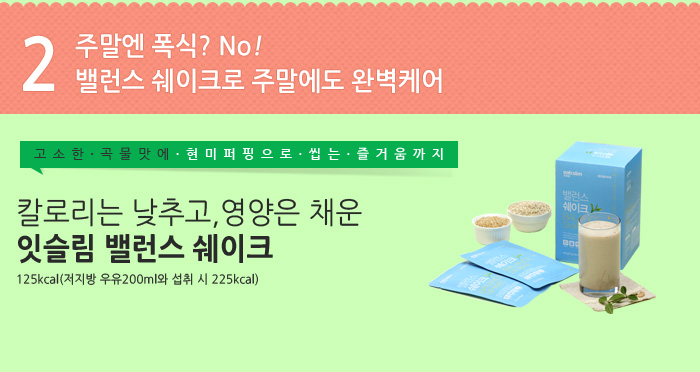 2
주말엔 폭식? No!
밸런스 쉐이크로 주말에도 완벽케어
고소한·곡물맛에·현미퍼핑으로·씹는·즐거움까지
칼로리는 낮추고,영양은 채운
잇슬림 밸런스 쉐이크
125kcal(저지방 우유200ml와 섭취 시 225kcal)
밸런스
쉐이크